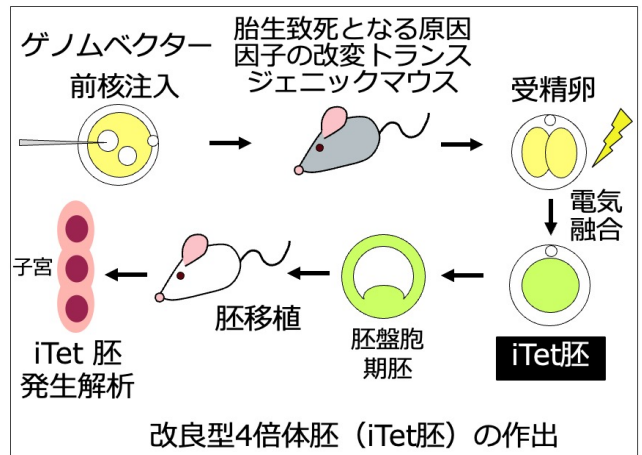 ゲノムベクター
前核注入
胎生致死となる原因
因子の改変トランス
ジェニックマウス
受精卵
電気
融合
iTet胚
胚盤胞
期胚
胚移植
子宮
iTet 胚
発生解析
改良型4倍体胚（iTet胚）の作出